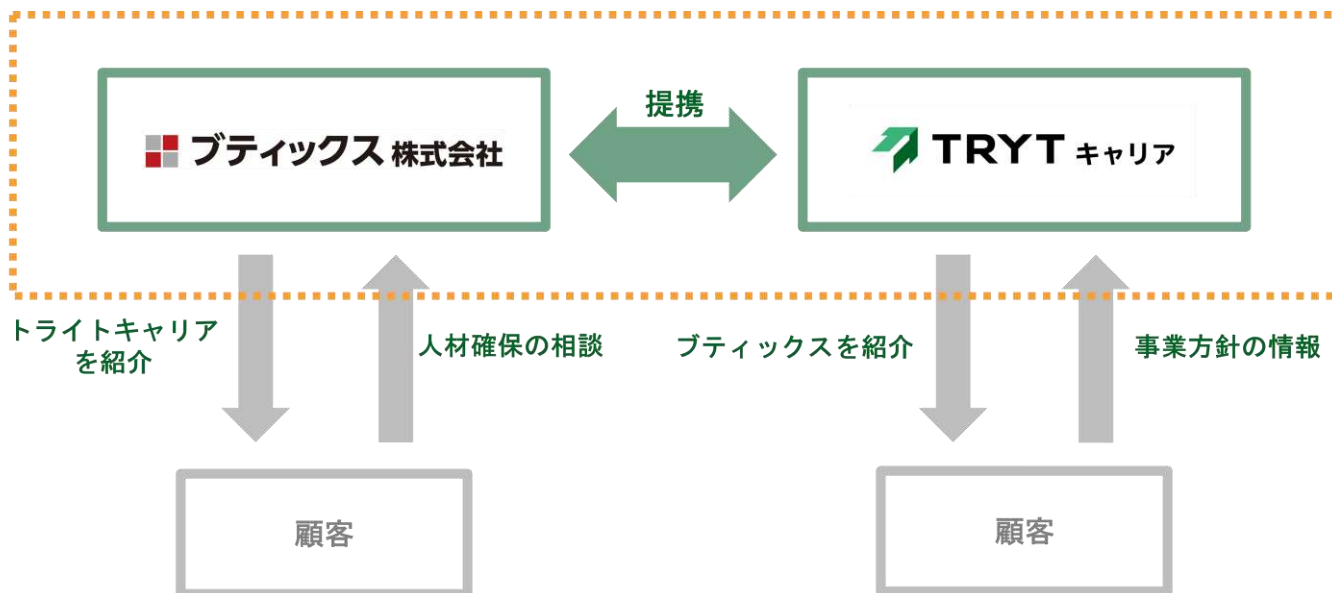 提携
ブティックス 株式会社
TRYT キャリア
トライトキャリア
を紹介
人材確保の相談
ブティックスを紹介
事業方針の情報
顧客
顧客